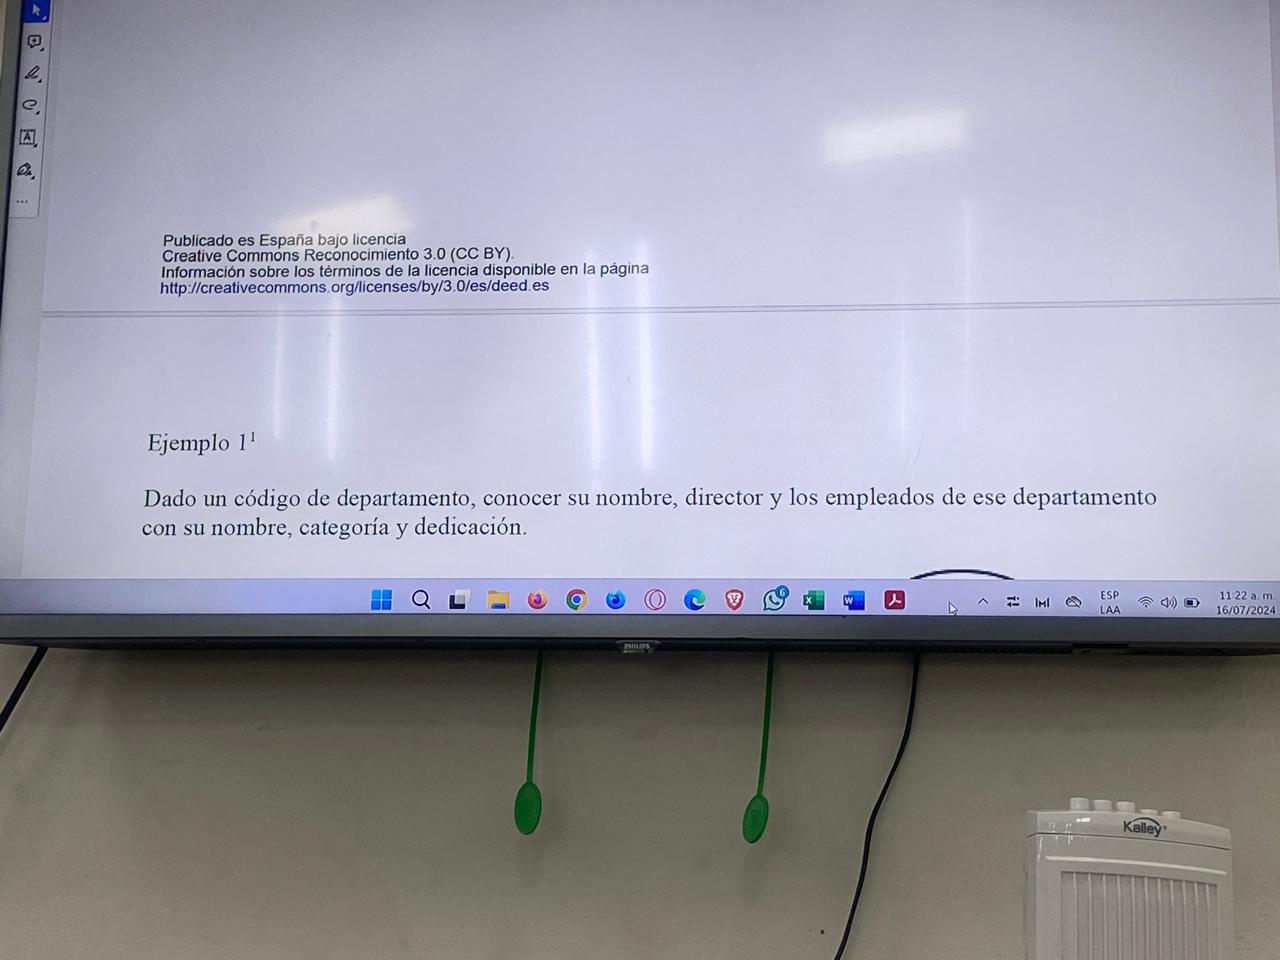 Publicado es España bajo licencia
Creative Commons Reconocimiento 3.0 (CC BY).
Información sobre los términos de la licencia disponible en la página
http://creativecommons.org/licenses/by/3.0/es/deed.es
Ejemplo 1¹
Dado un código de departamento, conocer su nombre, director y los empleados de ese departamento
con su nombre, categoría y dedicación.
6
ESP
LAA
11:22 a. m.
16/07/2024
PHILIPS
Kalley